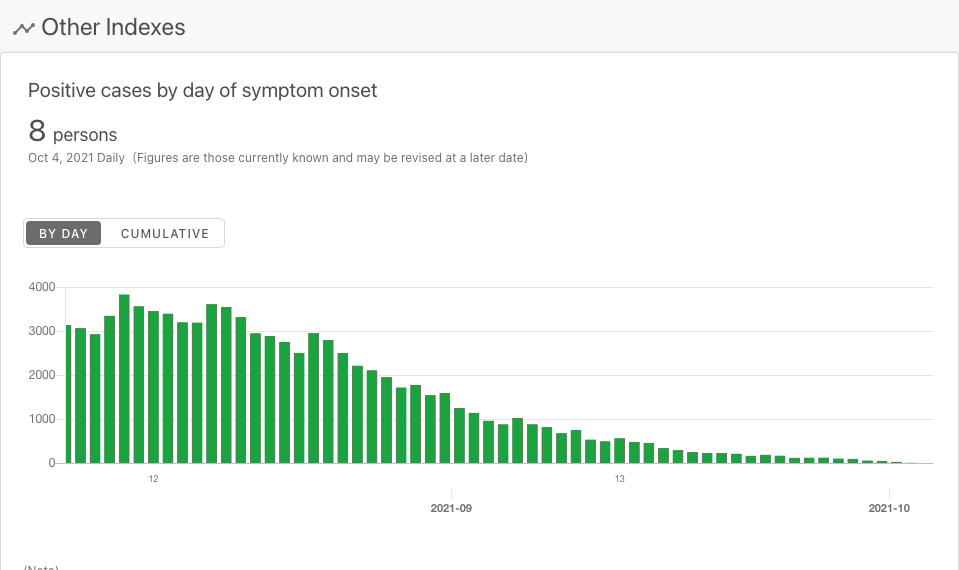 Other Indexes
Positive cases by day of symptom onset
8 persons
Oct 4, 2021 Daily (Figures are those currently known and may be revised at a later date)
BY DAY CUMULATIVE
4000
3000
2000
1000
0
12 13
2021-09 2021-10
(Note)